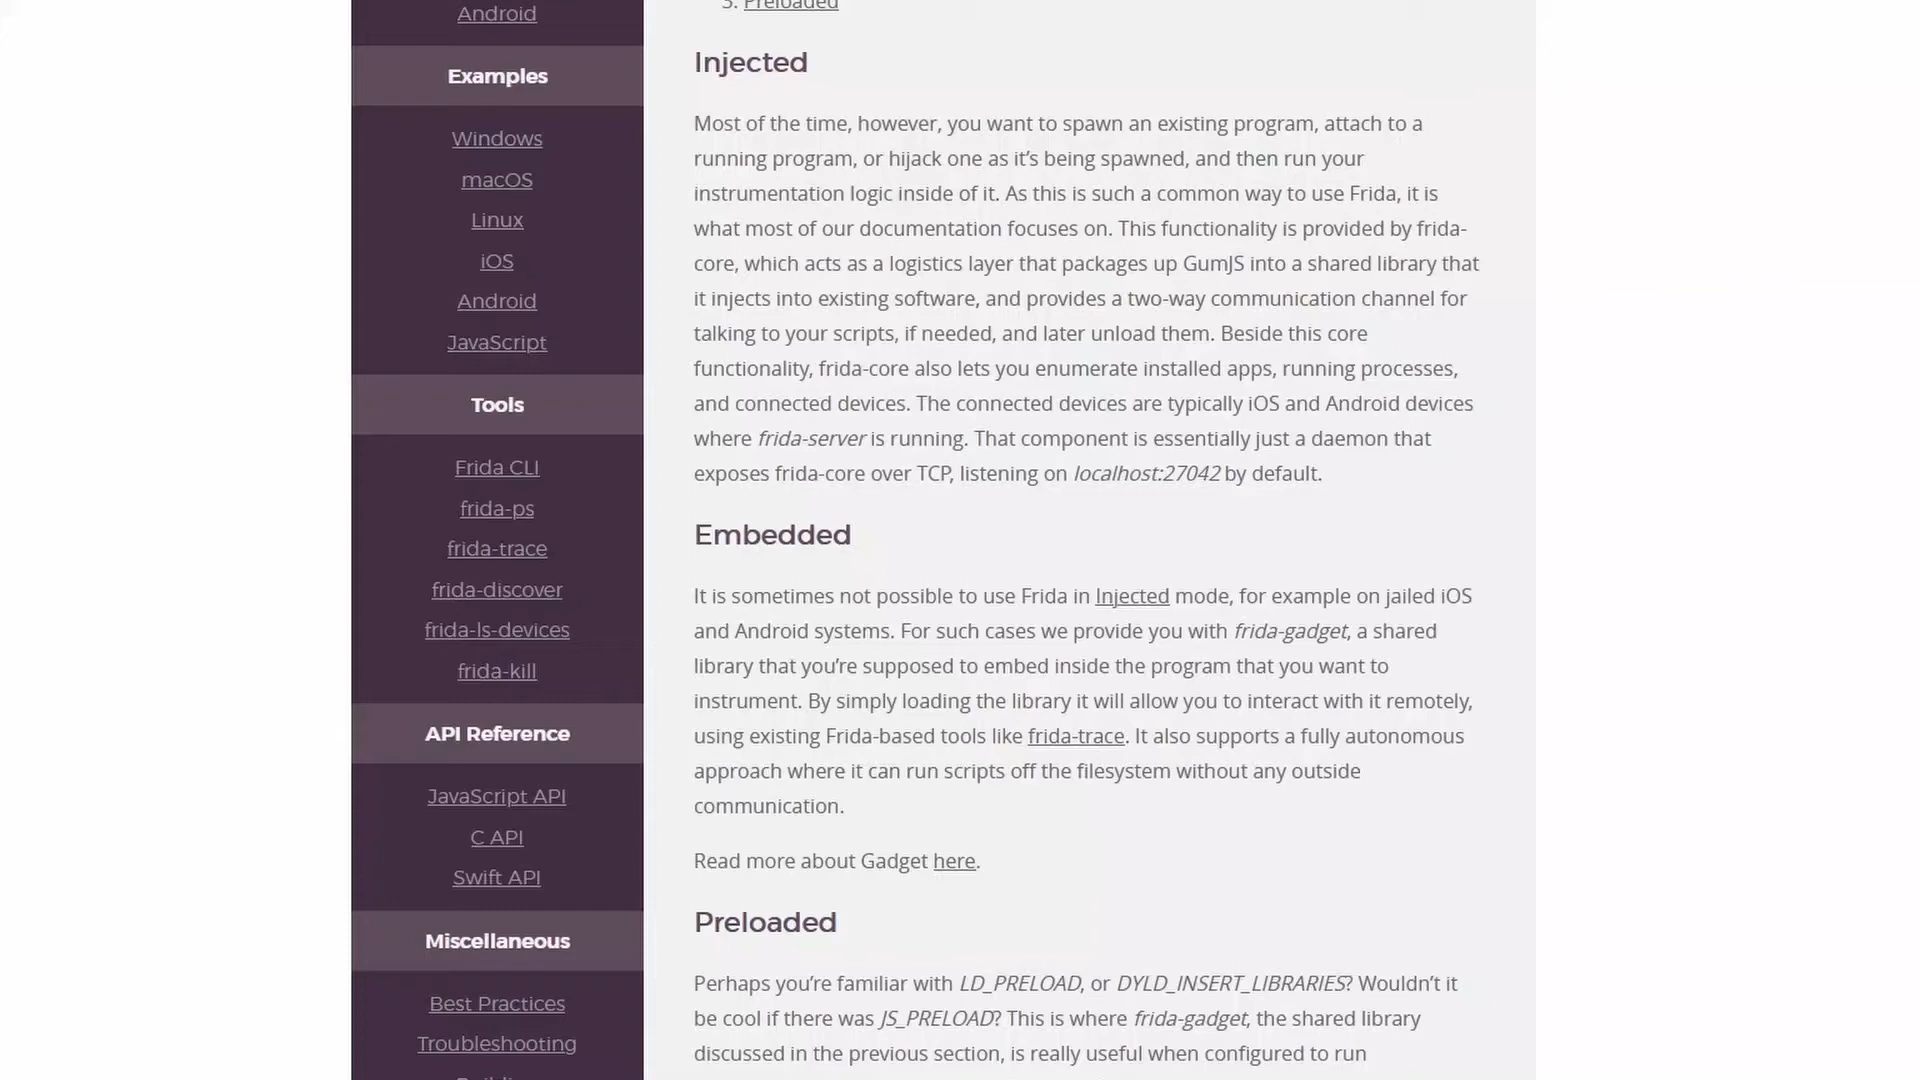 Android
Examples
Windows
macOS
Linux
iOS
Android
JavaScript
Tools
Frida CLI
frida-ps
frida-trace
frida-discover
frida-ls-devices
frida-kill
API Reference
JavaScript API
C API
Swift API
Miscellaneous
Best Practices
Troubleshooting
3. Preloaded
Injected
Most of the time, however, you want to spawn an existing program, attach to a
running program, or hijack one as it’s being spawned, and then run your
instrumentation logic inside of it. As this is such a common way to use Frida, it is
what most of our documentation focuses on. This functionality is provided by frida-
core, which acts as a logistics layer that packages up GumJS into a shared library that
it injects into existing software, and provides a two-way communication channel for
talking to your scripts, if needed, and later unload them. Beside this core
functionality, frida-core also lets you enumerate installed apps, running processes,
and connected devices. The connected devices are typically iOS and Android devices
where frida-server is running. That component is essentially just a daemon that
exposes frida-core over TCP, listening on localhost:27042 by default.
Embedded
It is sometimes not possible to use Frida in Injected mode, for example on jailed iOS
and Android systems. For such cases we provide you with frida-gadget, a shared
library that you’re supposed to embed inside the program that you want to
instrument. By simply loading the library it will allow you to interact with it remotely,
using existing Frida-based tools like frida-trace. It also supports a fully autonomous
approach where it can run scripts off the filesystem without any outside
communication.
Read more about Gadget here.
Preloaded
Perhaps you’re familiar with LD_PRELOAD, or DYLD_INSERT_LIBRARIES? Wouldn’t it
be cool if there was JS_PRELOAD? This is where frida-gadget, the shared library
discussed in the previous section, is really useful when configured to run